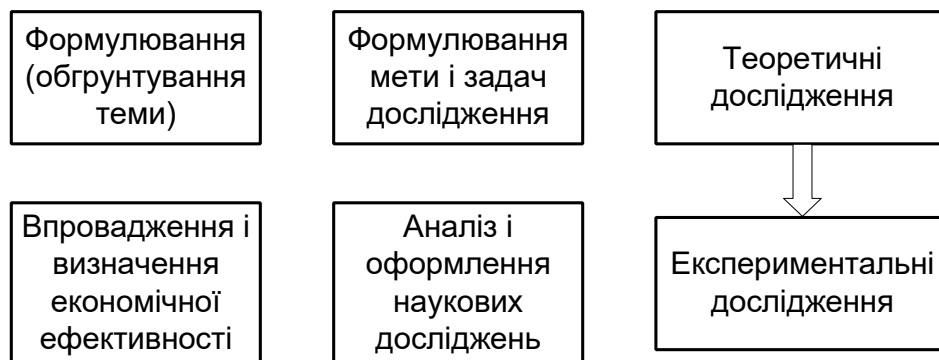 Формулювання
(обгрунтування
теми)
Формулювання
мети і задач
дослідження
Теоретичні
дослідження
Впровадження і
визначення
економічної
ефективності
Аналіз і
оформлення
наукових
досліджень
Експериментальні
дослідження